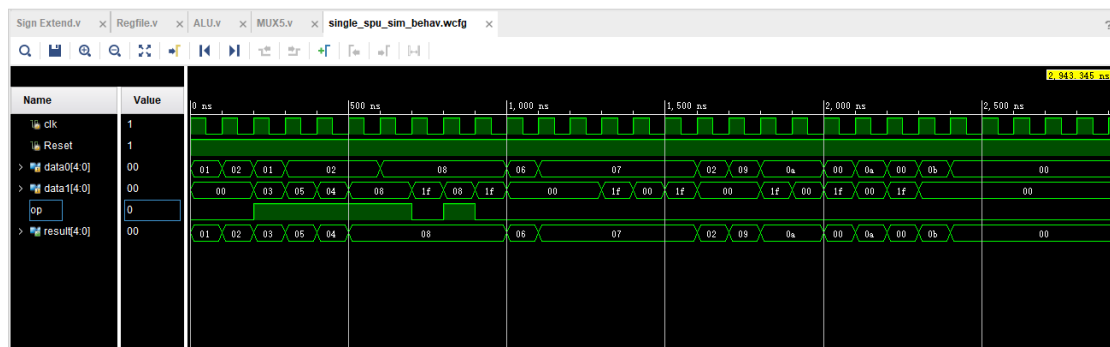 Sign Extend.v × Regfile.v × ALU.v × MUX5.v × single_spu_sim_behav.wcfg × ?
2,943.345 ns
Name Value 0 ns 500 ns 1,000 ns 1,500 ns 2,000 ns 2,500 ns
clk 1
Reset 1
> data0[4:0] 00 01 02 01 02 08 06 07 02 09 0a 00 0a 00 0b 00
> data1[4:0] 00 00 03 05 04 08 1f 08 1f 00 1f 00 1f 00 1f 00 1f 00 1f 00
op 0
> result[4:0] 00 01 02 03 05 04 08 06 07 02 09 0a 00 0a 00 0b 00